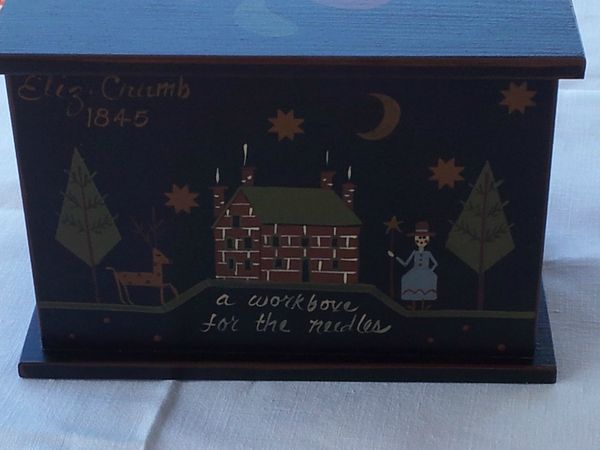 Eliz. Crumb
1845
a workboxe
for the needles